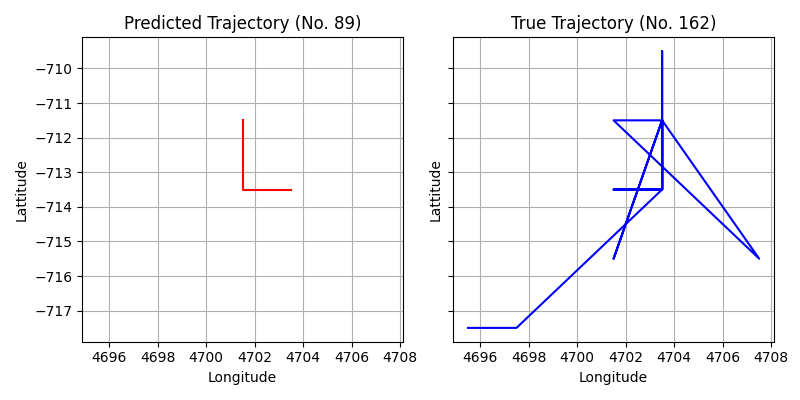 Predicted Trajectory (No. 89)
True Trajectory (No. 162)
−710
−711
−712
−713
−714
−715
−716
−717
Lattitude
Lattitude
4696 4698 4700 4702 4704 4706 4708
4696 4698 4700 4702 4704 4706 4708
Longitude
Longitude